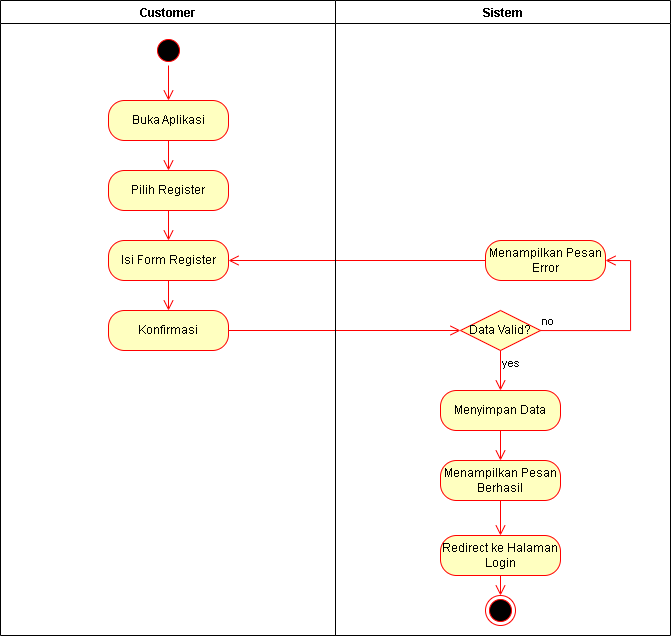 Customer
Sistem
Buka Aplikasi
Pilih Register
Isi Form Register
Menampilkan Pesan
Error
Konfirmasi
Data Valid?
no
yes
Menyimpan Data
Menampilkan Pesan
Berhasil
Redirect ke Halaman
Login